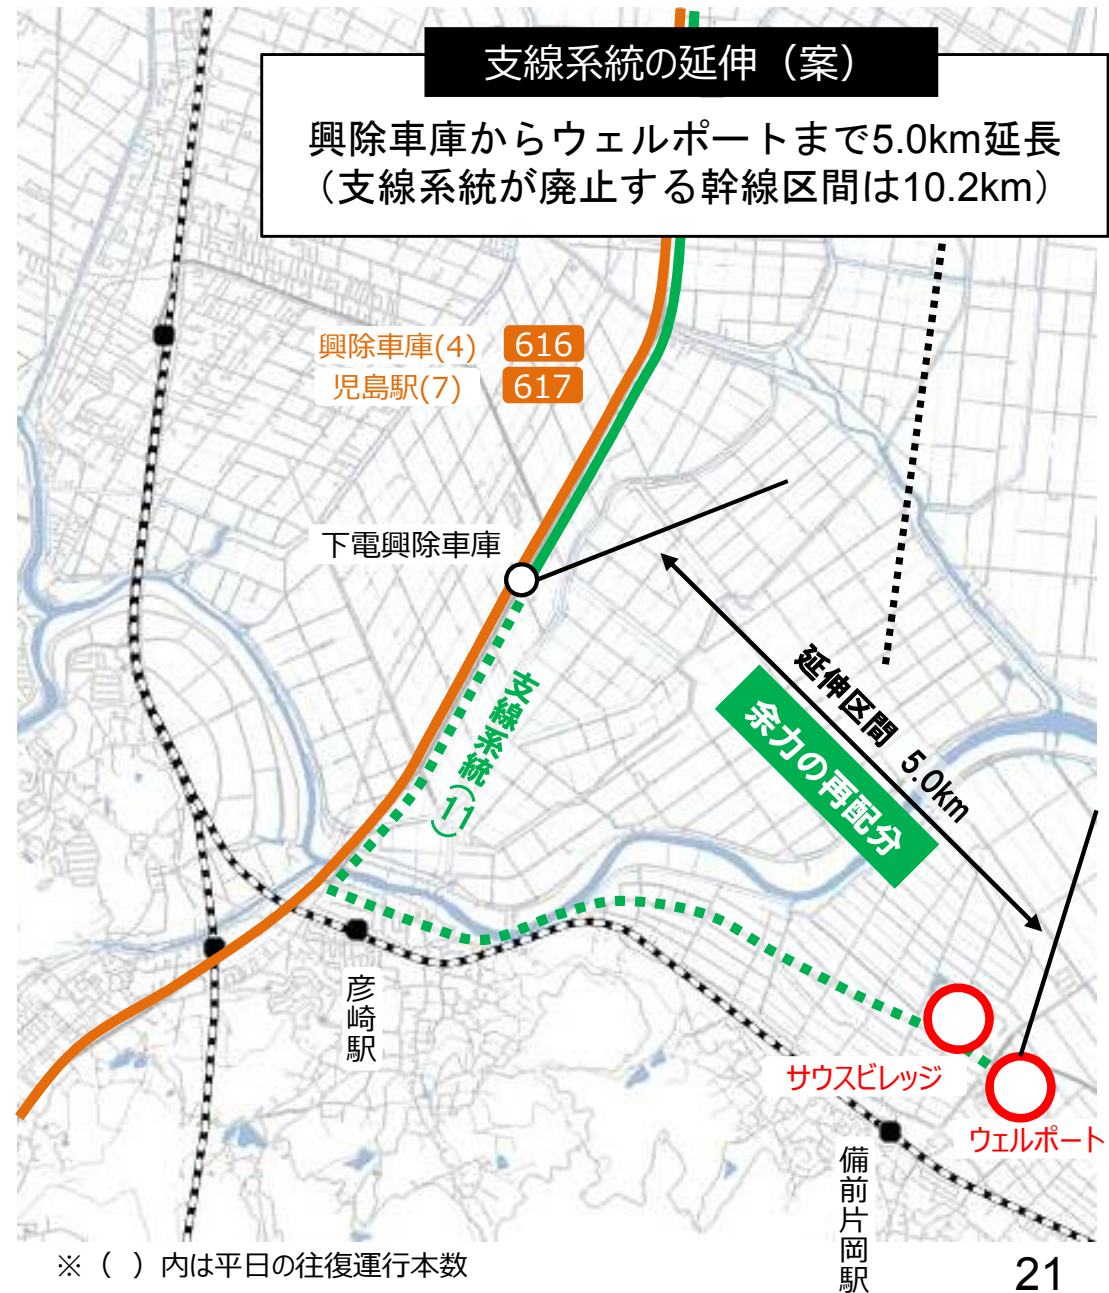 支線系統の延伸（案）
興除車庫からウェルポートまで5.0km延長
（支線系統が廃止する幹線区間は10.2km）
興除車庫(4) 616
児島駅(7) 617
下電興除車庫
支線系統(11)
延伸区間 5.0km
余力の再配分
彦崎駅
サウスビレッジ
ウェルポート
備前片岡駅
※（ ）内は平日の往復運行本数
21